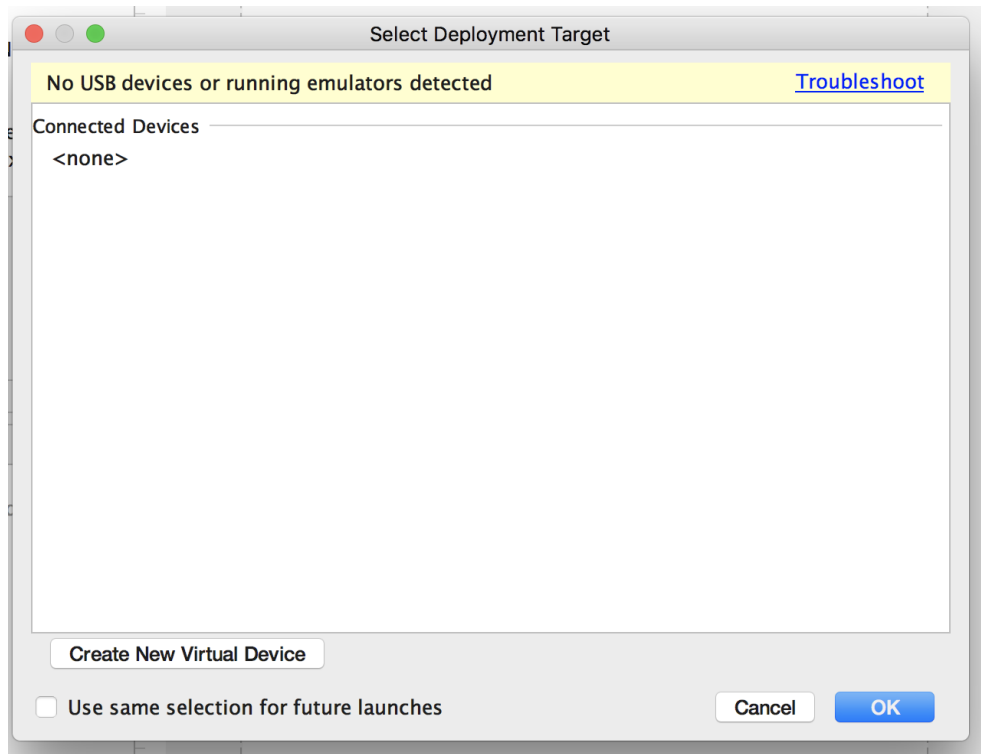 Select Deployment Target
No USB devices or running emulators detected Troubleshoot
Connected Devices
<none>
Create New Virtual Device
Use same selection for future launches Cancel OK